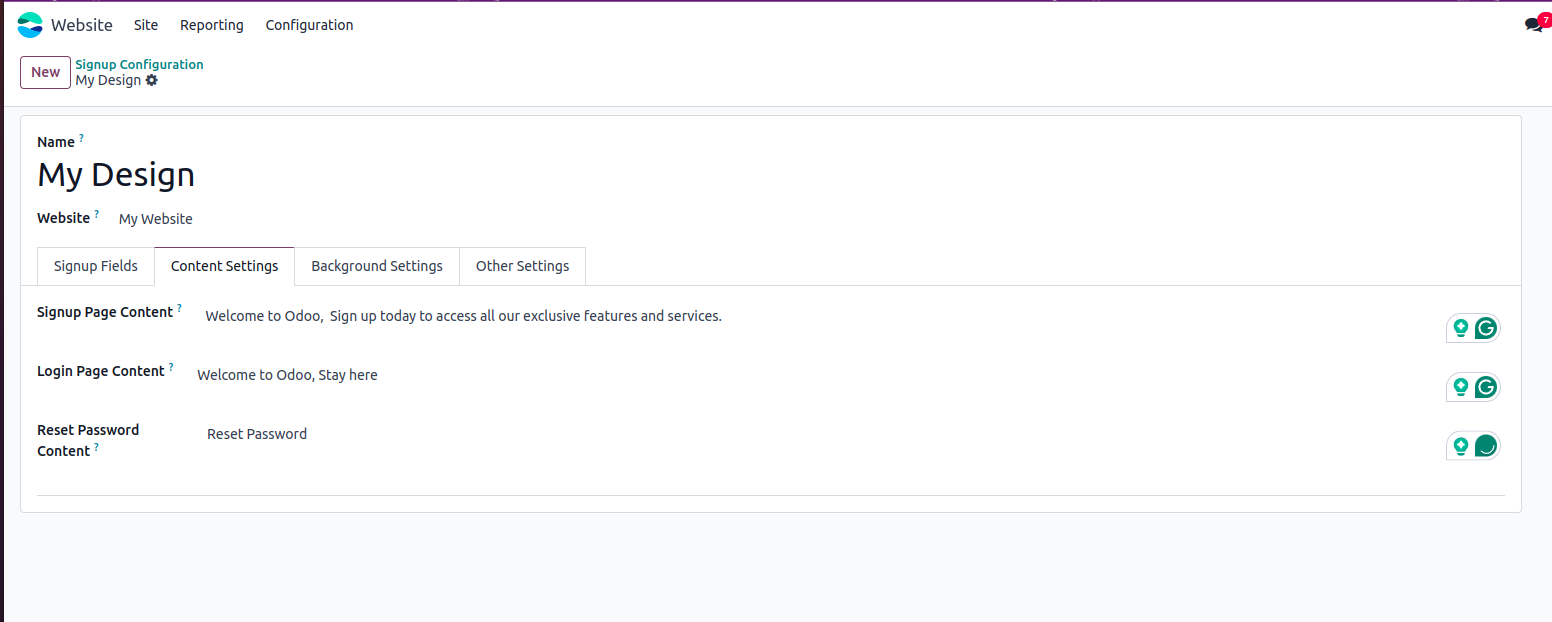 Website Site Reporting Configuration 7
New Signup Configuration
My Design
Name ?
My Design
Website ? My Website
Signup Fields Content Settings Background Settings Other Settings
Signup Page Content ? Welcome to Odoo,  Sign up today to access all our exclusive features and services.
Login Page Content ? Welcome to Odoo, Stay here
Reset Password Reset Password
Content ?